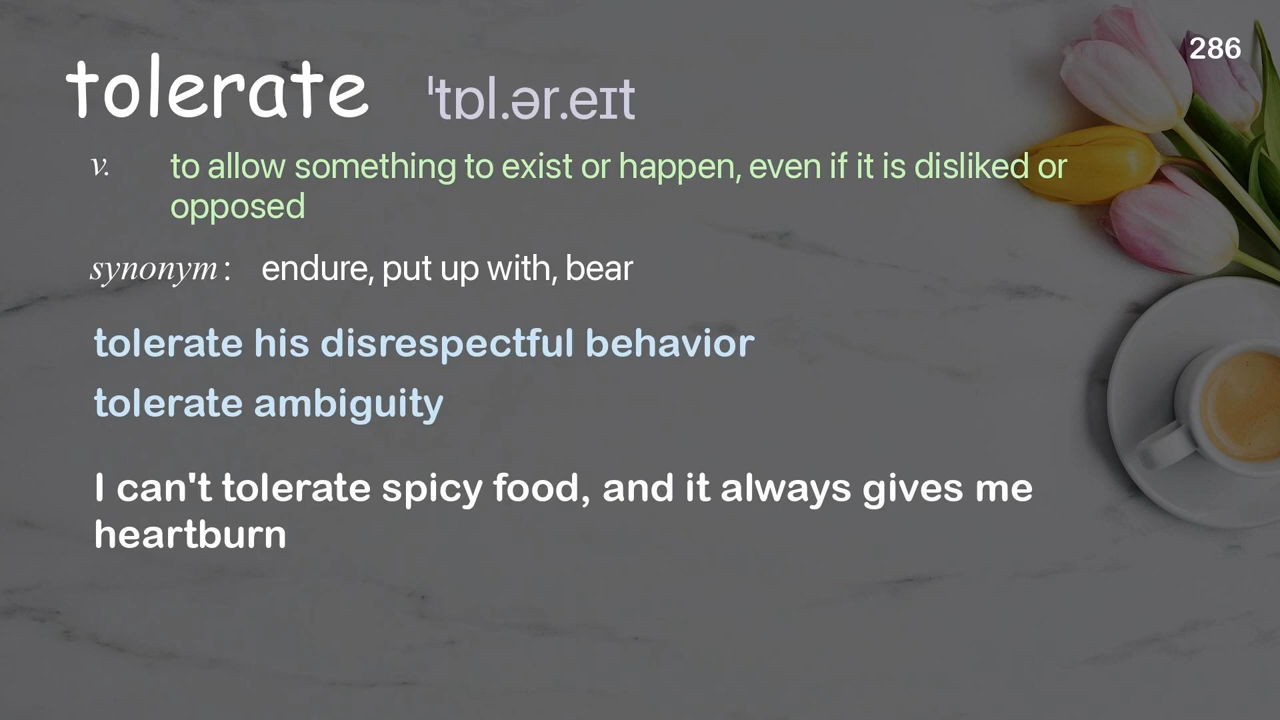 286
tolerate ˈtɒl.ər.eɪt
v. to allow something to exist or happen, even if it is disliked or
opposed
synonym: endure, put up with, bear
tolerate his disrespectful behavior
tolerate ambiguity
I can't tolerate spicy food, and it always gives me
heartburn